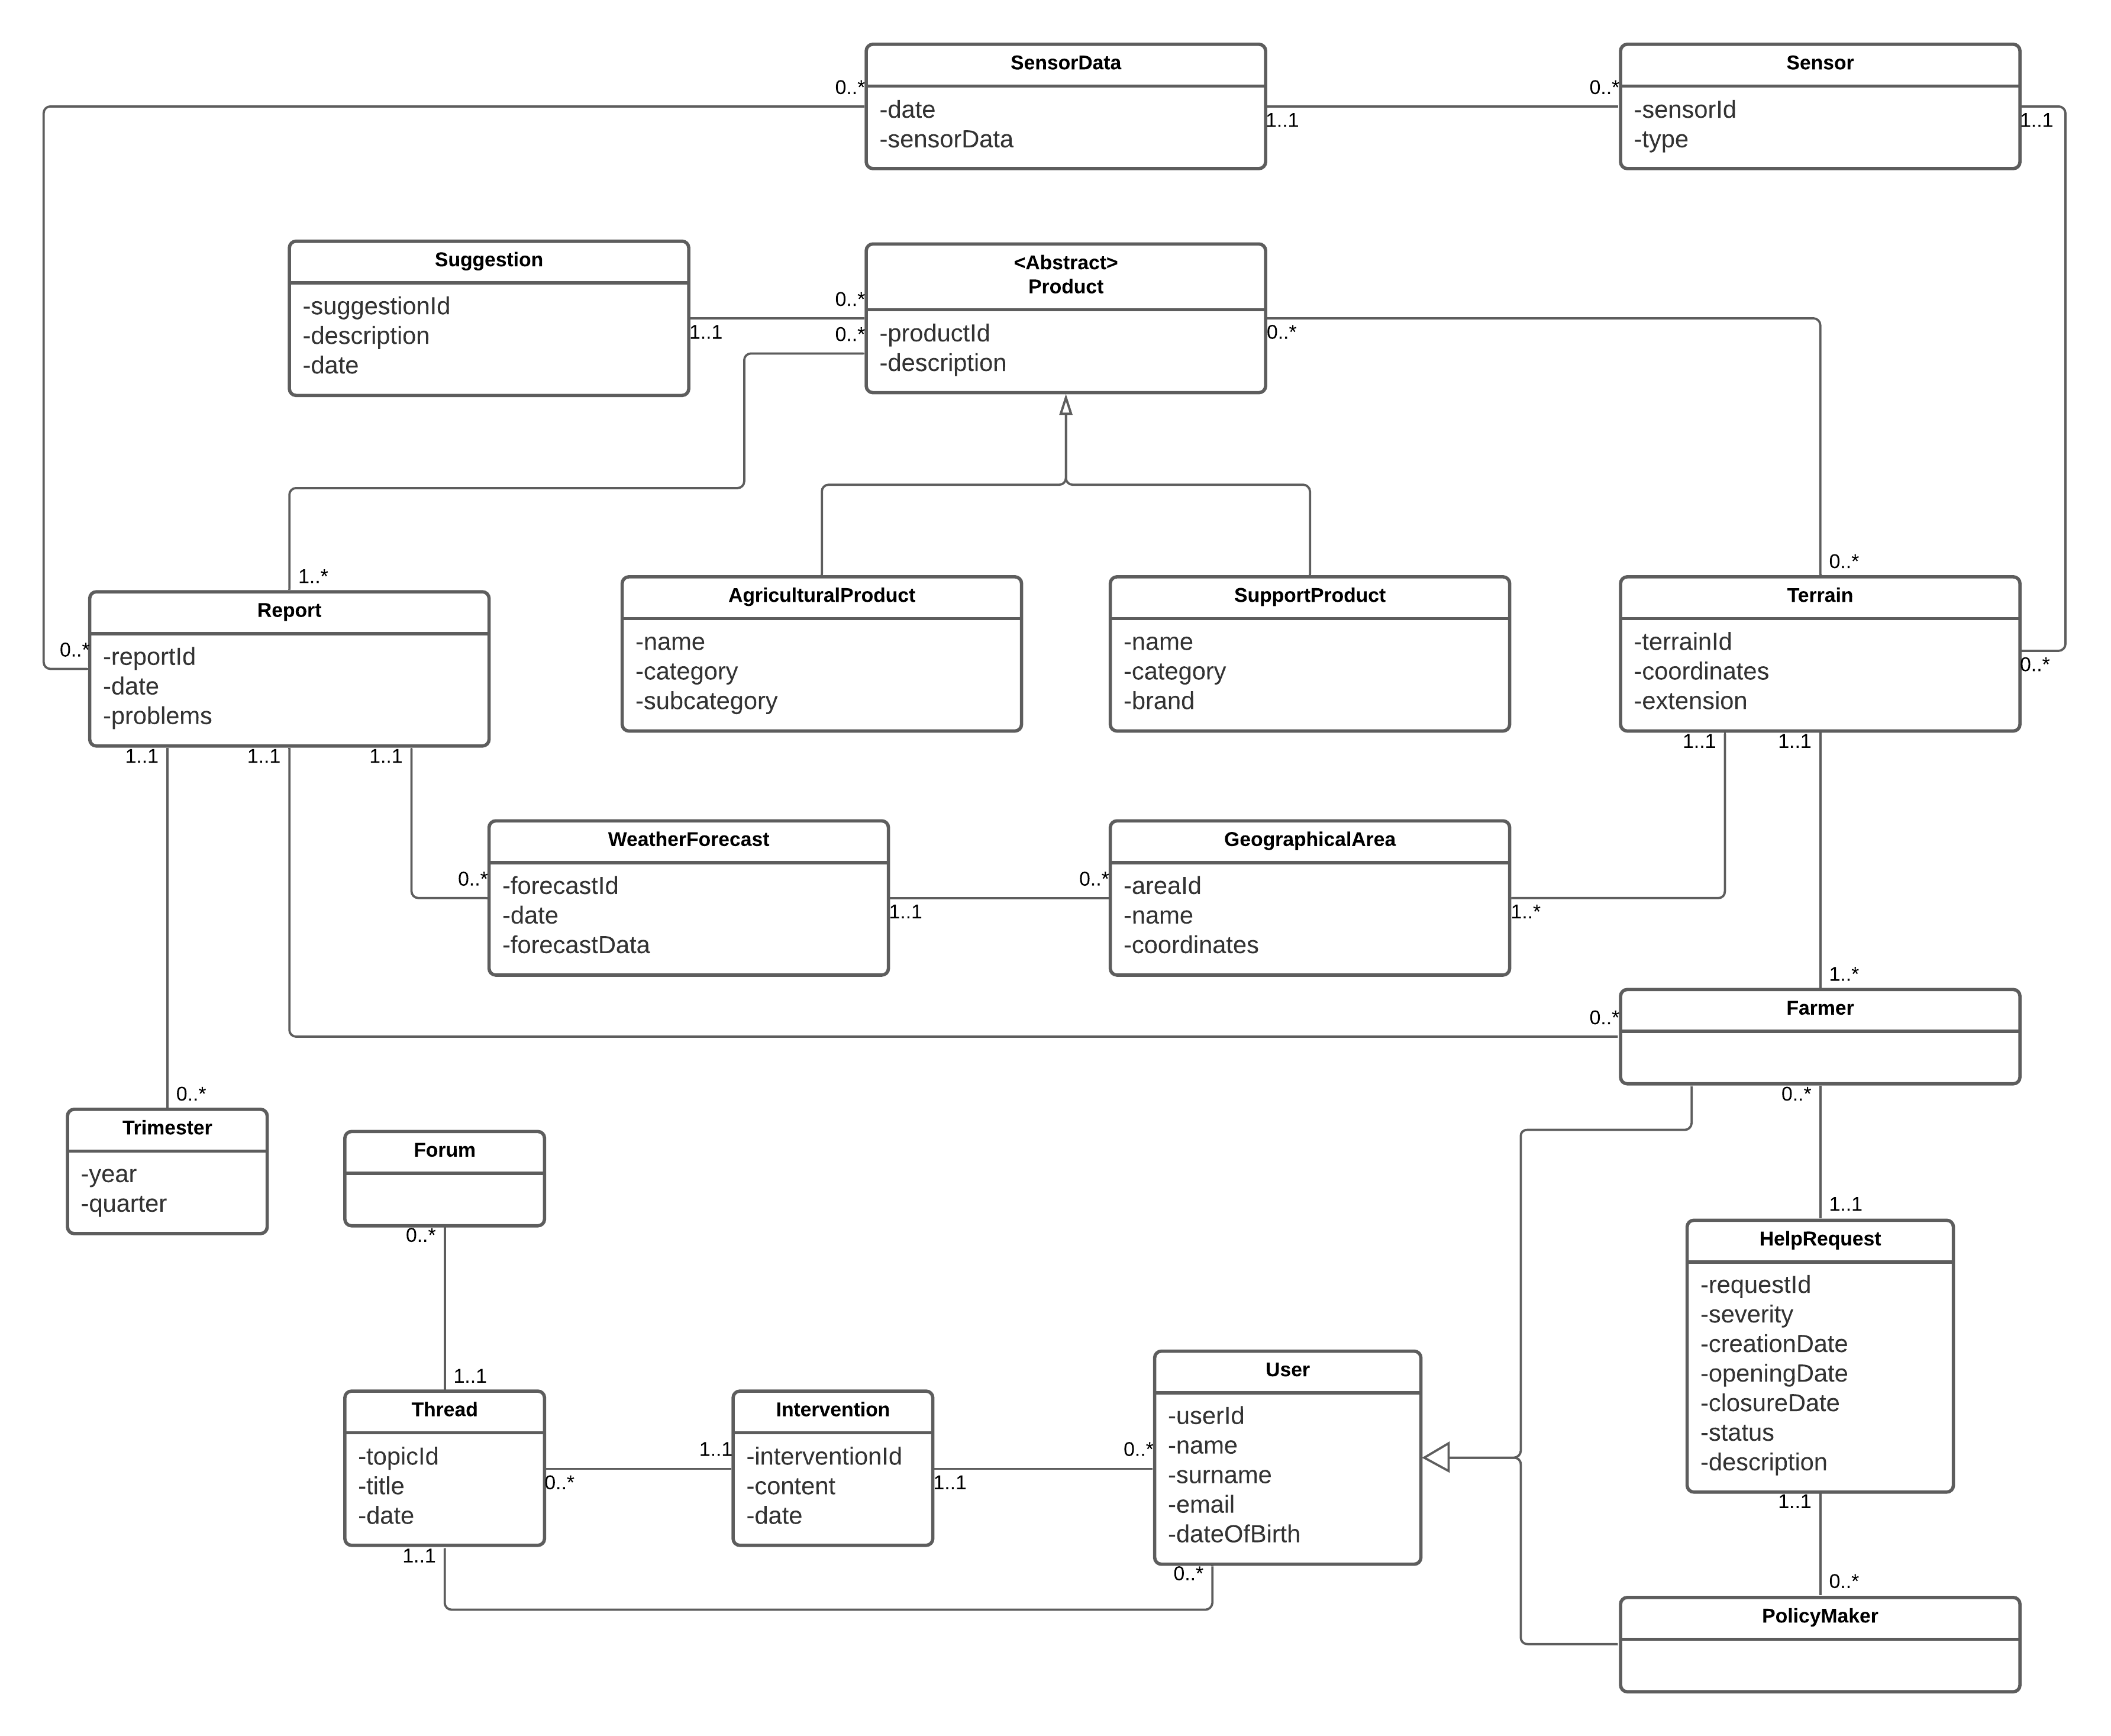 SensorData
0..*
-date
-sensorData
1..1
Sensor
0..*
-sensorId
-type
1..1
Suggestion
-suggestionId
-description
-date
1..1
<Abstract>
Product
0..*
0..*
-productId
-description
0..*
1..*
Report
0..*
-reportId
-date
-problems
1..1
1..1
1..1
AgriculturalProduct
-name
-category
-subcategory
SupportProduct
-name
-category
-brand
0..*
Terrain
-terrainId
-coordinates
-extension
0..*
1..1
1..1
WeatherForecast
0..*
-forecastId
-date
-forecastData
1..1
GeographicalArea
0..*
-areaId
-name
-coordinates
1..*
1..*
Farmer
0..*
0..*
0..*
Trimester
-year
-quarter
Forum
0..*
1..1
HelpRequest
-requestId
-severity
-creationDate
-openingDate
-closureDate
-status
-description
1..1
1..1
Thread
-topicId
-title
-date
0..*
1..1
Intervention
1..1
-interventionId
-content
-date
1..1
User
0..*
-userId
-name
-surname
-email
-dateOfBirth
0..*
0..*
PolicyMaker